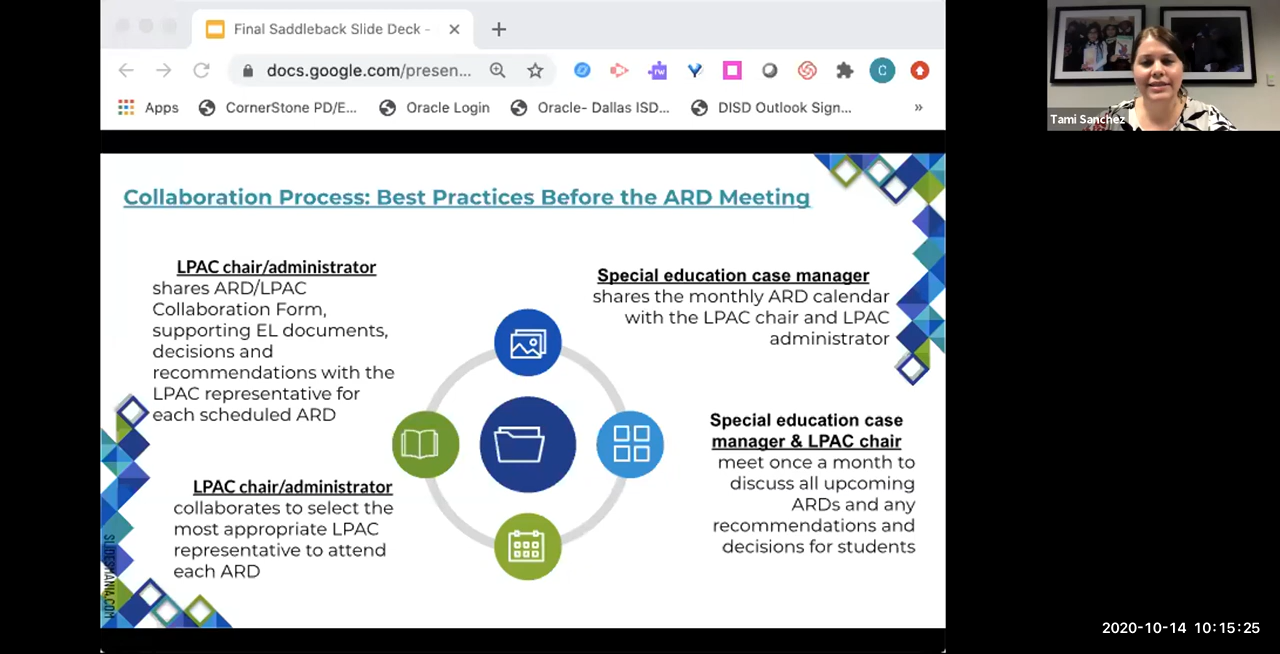 Final Saddleback Slide Deck -
docs.google.com/presen...
rw
C
Apps
CornerStone PD/E...
Oracle Login
Oracle- Dallas ISD...
DISD Outlook Sign...
»
Tami Sanchez
Collaboration Process: Best Practices Before the ARD Meeting
LPAC chair/administrator
shares ARD/LPAC
Collaboration Form,
supporting EL documents,
decisions and
recommendations with the
LPAC representative for
each scheduled ARD
Special education case manager
shares the monthly ARD calendar
with the LPAC chair and LPAC
administrator
LPAC chair/administrator
collaborates to select the
most appropriate LPAC
representative to attend
each ARD
Special education case
manager & LPAC chair
meet once a month to
discuss all upcoming
ARDs and any
recommendations and
decisions for students
SLIDESMANIA.COM
2020-10-14 10:15:25